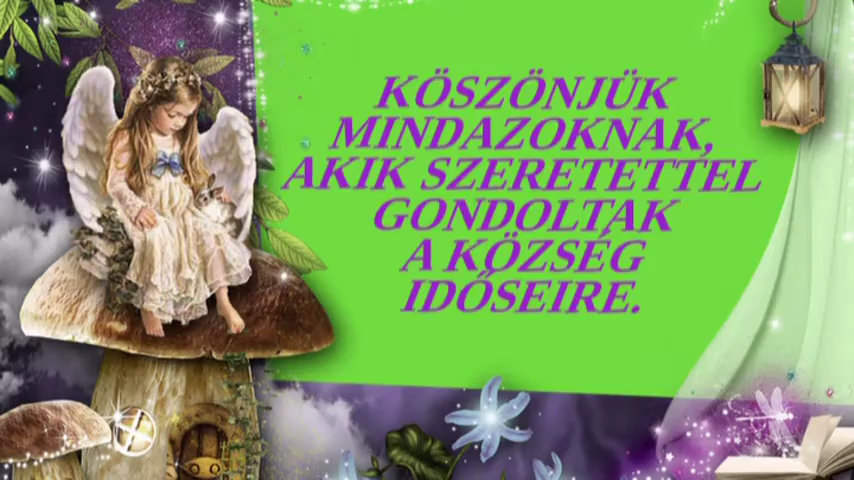 KÖSZÖNJÜK
MINDAZOKNAK,
AKIK SZERETETTEL
GONDOLTAK
A KÖZSÉG
IDŐSEIRE.